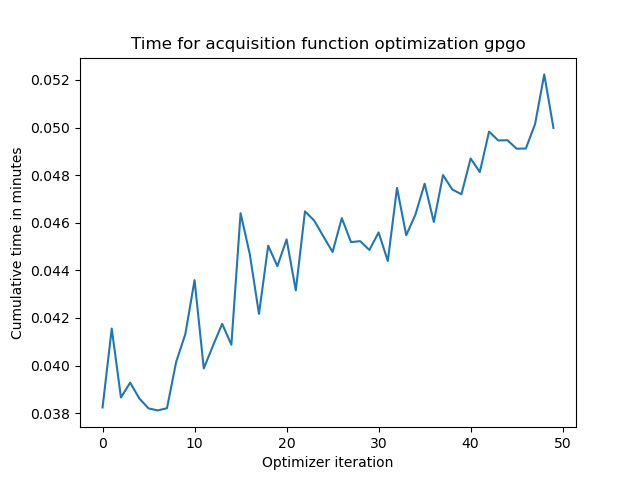 Time for acquisition function optimization gpgo
0.052
0.050
0.048
0.046
0.044
0.042
0.040
0.038
Cumulative time in minutes
0 10 20 30 40 50
Optimizer iteration